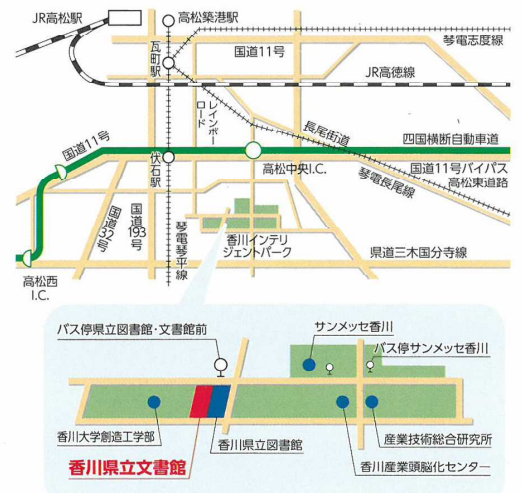 JR高松駅
高松築港駅
瓦町駅
国道11号
琴電志度線
JR高徳線
レインボーロード
長尾街道
四国横断自動車道
国道11号
伏石駅
高松中央I.C.
国道11号バイパス
高松東道路
琴電長尾線
国道32号
国道193号
琴電琴平線
香川インテリ
ジェントパーク
県道三木国分寺線
高松西
I.C.
バス停県立図書館・文書館前
サンメッセ香川
バス停サンメッセ香川
香川大学創造工学部
香川県立図書館
産業技術総合研究所
香川県立文書館
香川産業頭脳化センター